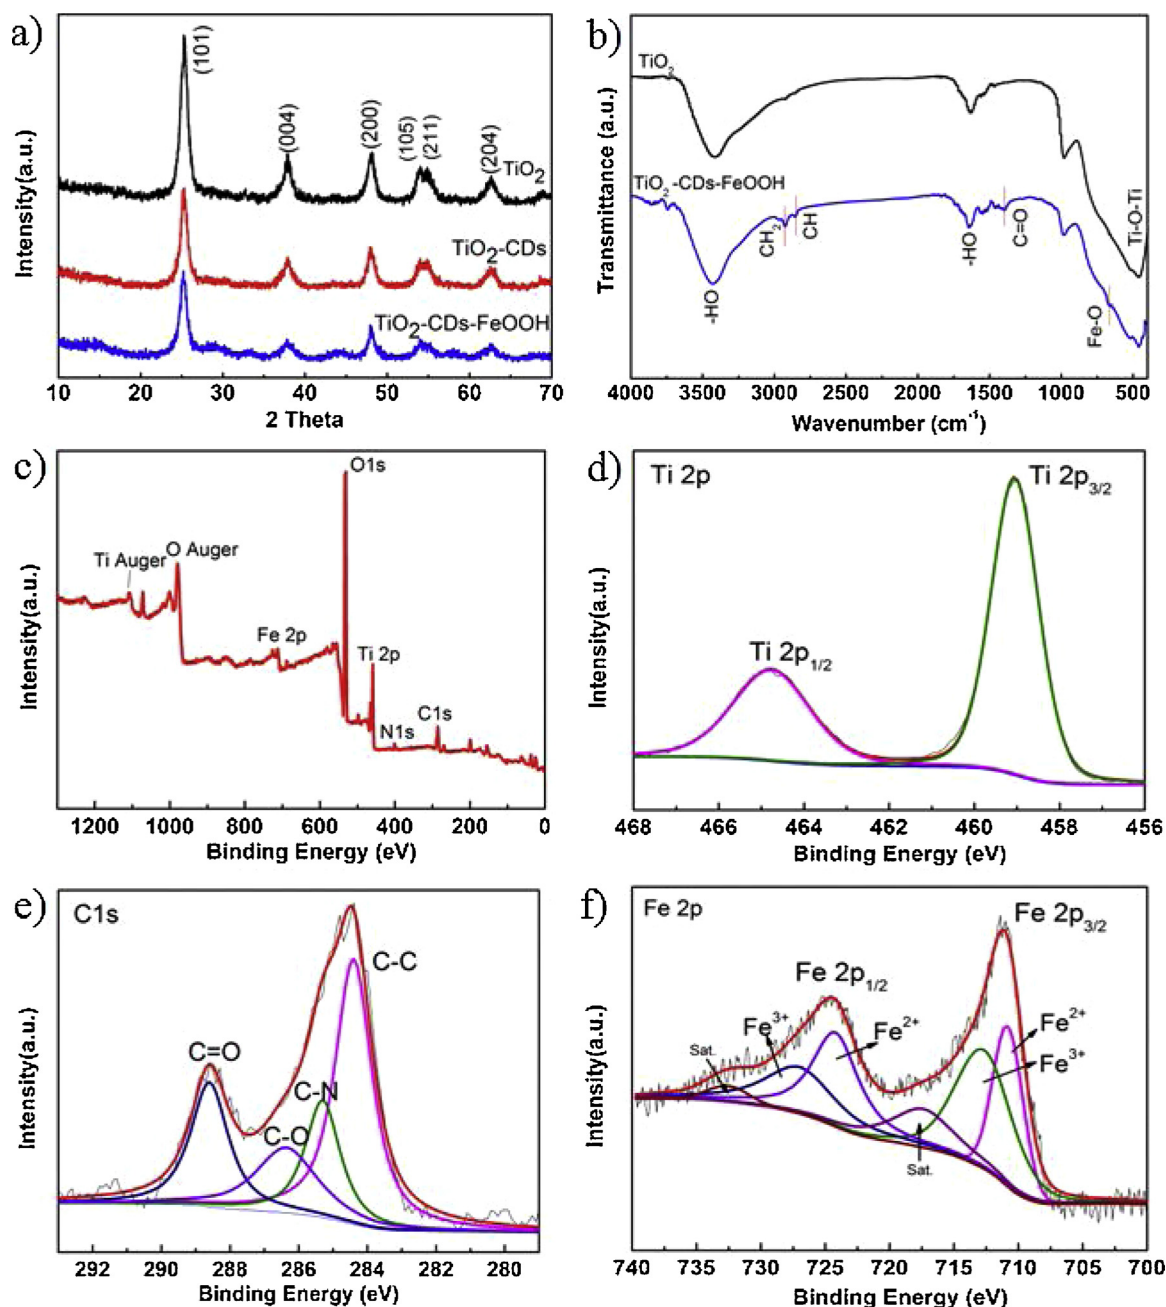 a)
Intensity(a.u.)
(101)
(004)
(200)
(105)
(211)
(204)
TiO2
TiO2-CDs
TiO2-CDs-FeOOH
10 20 30 40 50 60 70
2 Theta
b)
Transmittance (a.u.)
TiO2
TiO2-CDs-FeOOH
-HO
CH2
CH
-HO
C=O
Fe-O
Ti-O-Ti
4000 3500 3000 2500 2000 1500 1000 500
Wavenumber (cm-1)
c)
Intensity(a.u.)
O1s
Ti Auger
O Auger
Fe 2p
Ti 2p
N1s
C1s
1200 1000 800 600 400 200 0
Binding Energy (eV)
d)
Intensity(a.u.)
Ti 2p
Ti 2p3/2
Ti 2p1/2
468 466 464 462 460 458 456
Binding Energy (eV)
e)
Intensity(a.u.)
C1s
C-C
C=O
C-N
C-O
292 290 288 286 284 282 280
Binding Energy (eV)
f)
Intensity(a.u.)
Fe 2p
Fe 2p3/2
Fe 2p1/2
Fe3+
Fe2+
Fe2+
Fe3+
Sat.
Sat.
740 735 730 725 720 715 710 705 700
Binding Energy (eV)